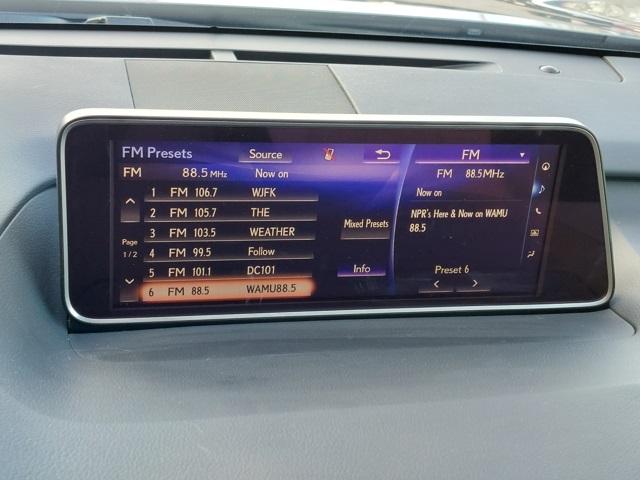 FM Presets
Source
FM
FM 88.5MHz Now on
FM 88.5MHz
1 FM 106.7 WJFK
Now on
2 FM 105.7 THE
NPR's Here & Now on WAMU
88.5
Mixed Presets
3 FM 103.5 WEATHER
Page
1/2
4 FM 99.5 Follow
5 FM 101.1 DC101
Info
Preset 6
6 FM 88.5 WAMU88.5